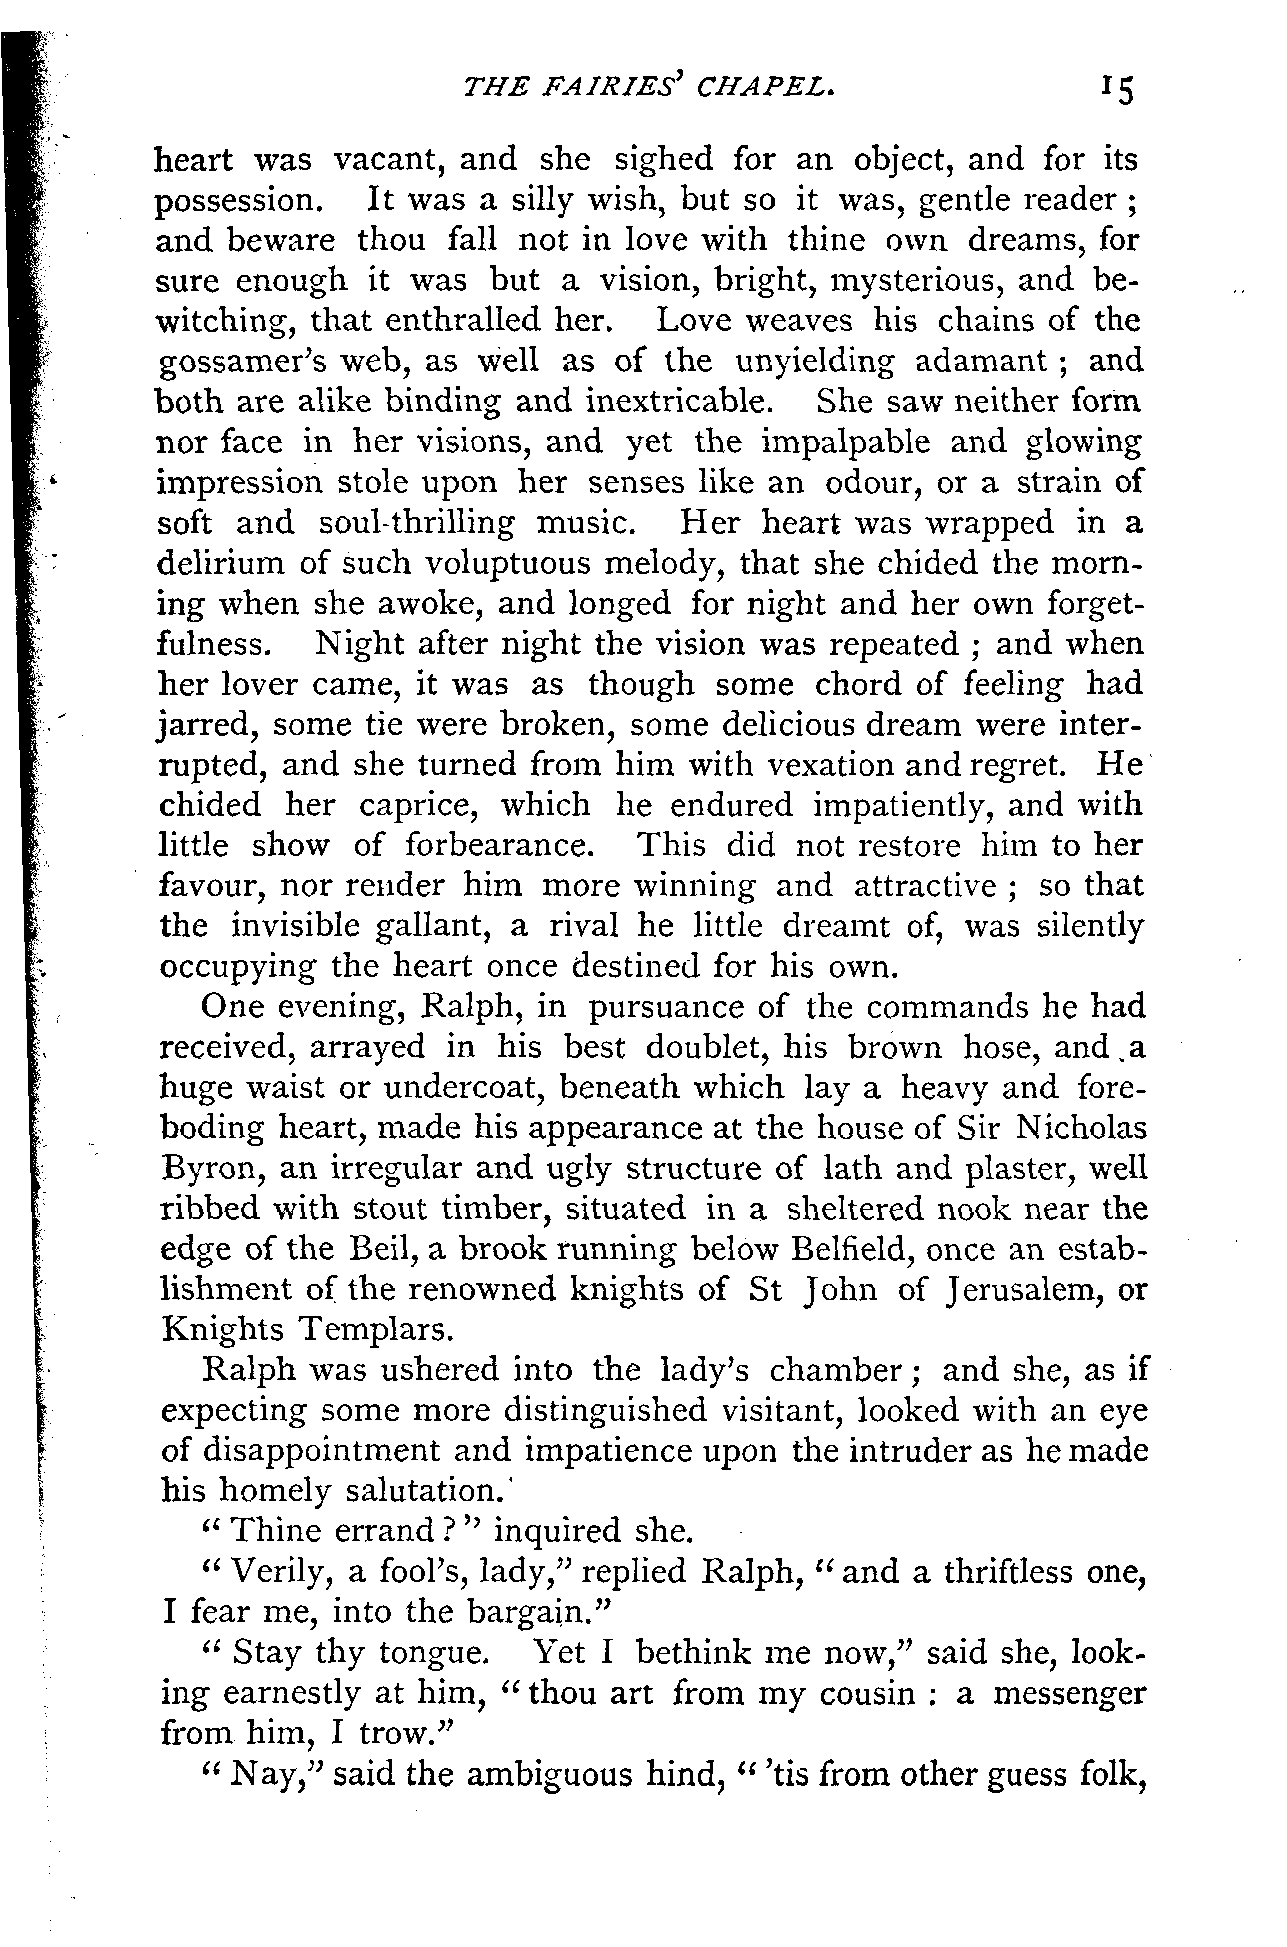 THE FAIRIES' CHAPEL. 15
heart was vacant, and she sighed for an object, and for its
possession. It was a silly wish, but so it was, gentle reader ;
and beware thou fall not in love with thine own dreams, for
sure enough it was but a vision, bright, mysterious, and be-
witching, that enthralled her. Love weaves his chains of the
gossamer's web, as well as of the unyielding adamant ; and
both are alike binding and inextricable. She saw neither form
nor face in her visions, and yet the impalpable and glowing
impression stole upon her senses like an odour, or a strain of
soft and soul-thrilling music. Her heart was wrapped in a
delirium of such voluptuous melody, that she chided the morn-
ing when she awoke, and longed for night and her own forget-
fulness. Night after night the vision was repeated ; and when
her lover came, it was as though some chord of feeling had
jarred, some tie were broken, some delicious dream were inter-
rupted, and she turned from him with vexation and regret. He
chided her caprice, which he endured impatiently, and with
little show of forbearance. This did not restore him to her
favour, nor render him more winning and attractive ; so that
the invisible gallant, a rival he little dreamt of, was silently
occupying the heart once destined for his own.
One evening, Ralph, in pursuance of the commands he had
received, arrayed in his best doublet, his brown hose, and a
huge waist or undercoat, beneath which lay a heavy and fore-
boding heart, made his appearance at the house of Sir Nicholas
Byron, an irregular and ugly structure of lath and plaster, well
ribbed with stout timber, situated in a sheltered nook near the
edge of the Beil, a brook running below Belfield, once an estab-
lishment of the renowned knights of St John of Jerusalem, or
Knights Templars.
Ralph was ushered into the lady's chamber ; and she, as if
expecting some more distinguished visitant, looked with an eye
of disappointment and impatience upon the intruder as he made
his homely salutation.
" Thine errand ? " inquired she.
" Verily, a fool's, lady," replied Ralph, " and a thriftless one,
I fear me, into the bargain."
" Stay thy tongue. Yet I bethink me now," said she, look-
ing earnestly at him, " thou art from my cousin : a messenger
from him, I trow."
" Nay," said the ambiguous hind, " 'tis from other guess folk,